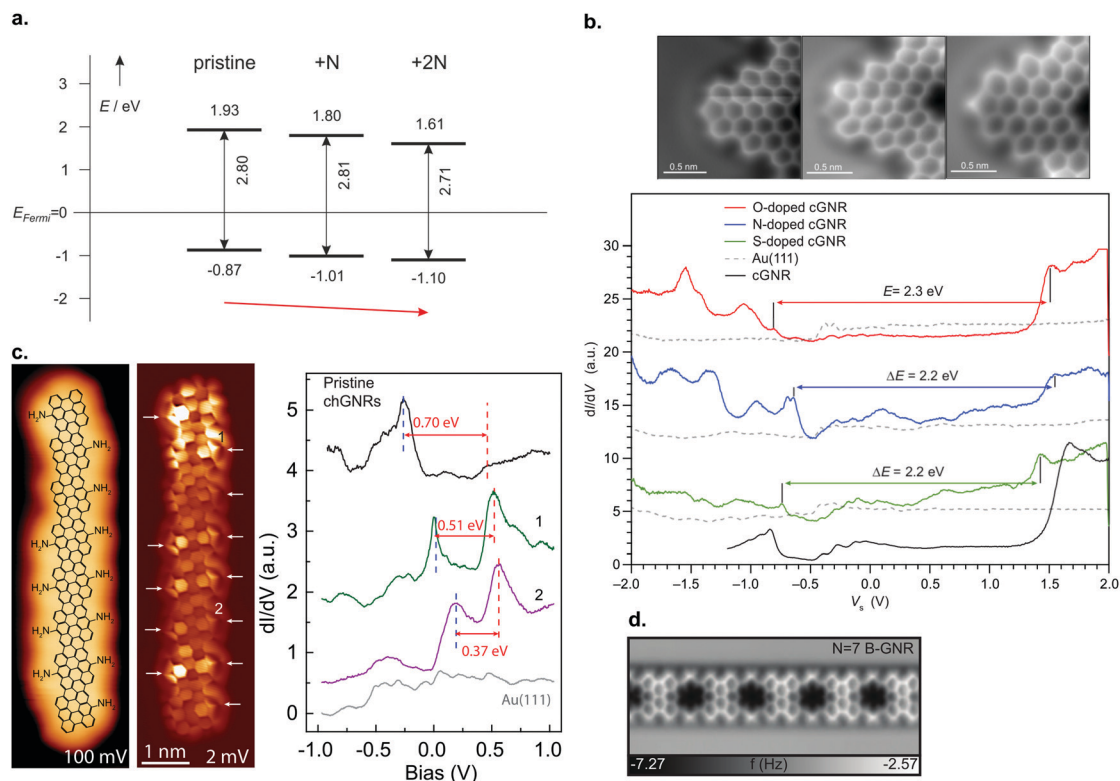 a.
pristine +N +2N
E / eV
3
2
1
E_Fermi=0
-1
-2
1.93 1.80 1.61
2.80 2.81 2.71
-0.87 -1.01 -1.10
b.
0.5 nm 0.5 nm 0.5 nm
O-doped cGNR
N-doped cGNR
S-doped cGNR
Au(111)
cGNR
30
25
20
15
10
5
0
dI/dV (a.u.)
E= 2.3 eV
ΔE = 2.2 eV
ΔE = 2.2 eV
-2.0 -1.5 -1.0 -0.5 0.0 0.5 1.0 1.5 2.0
V_s (V)
c.
H₂N NH₂
NH₂
H₂N NH₂
H₂N NH₂
H₂N NH₂
H₂N NH₂
100 mV
1
2
1 nm 2 mV
Pristine
chGNRs
5
4
3
2
1
0
dI/dV (a.u.)
0.70 eV
0.51 eV
1
2
0.37 eV
Au(111)
-1.0 -0.5 0.0 0.5 1.0
Bias (V)
d.
N=7 B-GNR
-7.27 f (Hz) -2.57